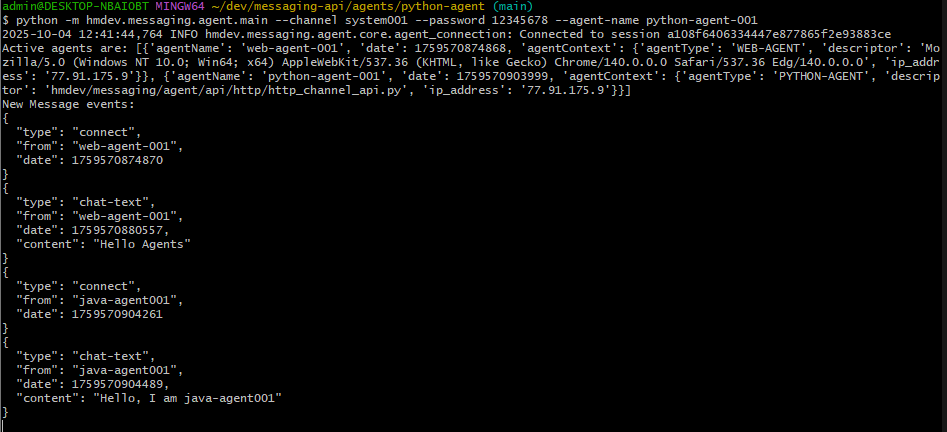 admin@DESKTOP-NBAIOBT MINGW64 ~/dev/messaging-api/agents/python-agent (main)
$ python -m hmdev.messaging.agent.main --channel system001 --password 12345678 --agent-name python-agent-001
2025-10-04 12:41:44,764 INFO hmdev.messaging.agent.core.agent_connection: Connected to session a108f6406334447e877865f2e93883ce
Active agents are: [{'agentName': 'web-agent-001', 'date': 1759570874868, 'agentContext': {'agentType': 'WEB-AGENT', 'descriptor': 'Mo
zilla/5.0 (Windows NT 10.0; Win64; x64) AppleWebKit/537.36 (KHTML, like Gecko) Chrome/140.0.0.0 Safari/537.36 Edg/140.0.0.0', 'ip_addr
ess': '77.91.175.9'}}, {'agentName': 'python-agent-001', 'date': 1759570903999, 'agentContext': {'agentType': 'PYTHON-AGENT', 'descrip
tor': 'hmdev/messaging/agent/api/http/http_channel_api.py', 'ip_address': '77.91.175.9'}}]
New Message events:
{
  "type": "connect",
  "from": "web-agent-001",
  "date": 1759570874870
}
{
  "type": "chat-text",
  "from": "web-agent-001",
  "date": 1759570880557,
  "content": "Hello Agents"
}
{
  "type": "connect",
  "from": "java-agent001",
  "date": 1759570904261
}
{
  "type": "chat-text",
  "from": "java-agent001",
  "date": 1759570904489,
  "content": "Hello, I am java-agent001"
}